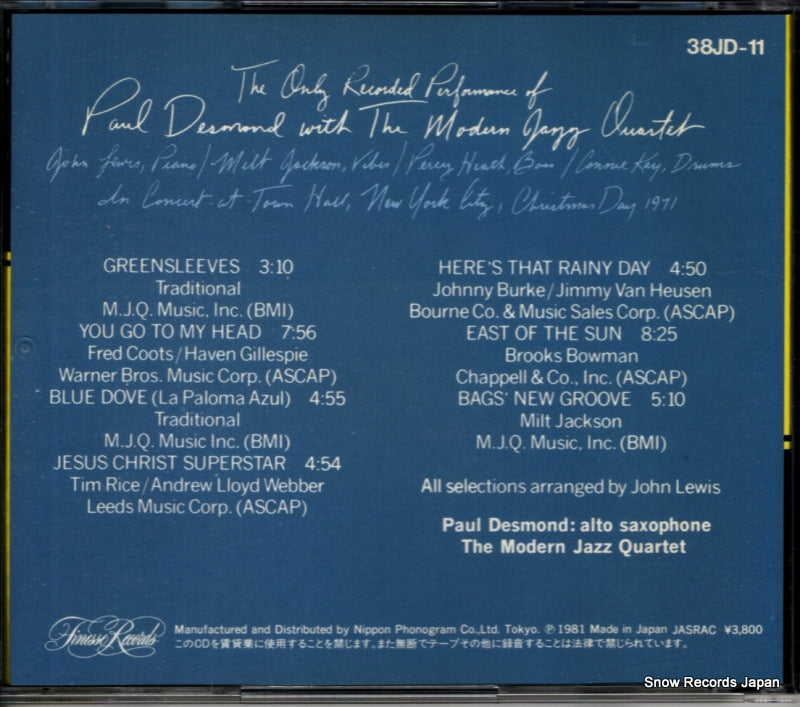 38JD-11
The Only Recorded Performance of
Paul Desmond with The Modern Jazz Quartet
John Lewis, Piano / Milt Jackson, Vibes / Percy Heath, Bass / Connie Kay, Drums
In Concert at Town Hall, New York City, Christmas Day 1971
GREENSLEEVES 3:10
Traditional
M.J.Q. Music, Inc. (BMI)
YOU GO TO MY HEAD 7:56
Fred Coots/Haven Gillespie
Warner Bros. Music Corp. (ASCAP)
BLUE DOVE (La Paloma Azul) 4:55
Traditional
M.J.Q. Music Inc. (BMI)
JESUS CHRIST SUPERSTAR 4:54
Tim Rice/Andrew Lloyd Webber
Leeds Music Corp. (ASCAP)
HERE'S THAT RAINY DAY 4:50
Johnny Burke/Jimmy Van Heusen
Bourne Co. & Music Sales Corp. (ASCAP)
EAST OF THE SUN 8:25
Brooks Bowman
Chappell & Co., Inc. (ASCAP)
BAGS' NEW GROOVE 5:10
Milt Jackson
M.J.Q. Music, Inc. (BMI)
All selections arranged by John Lewis
Paul Desmond: alto saxophone
The Modern Jazz Quartet
Finesse Records
Manufactured and Distributed by Nippon Phonogram Co.,Ltd. Tokyo. Ⓟ1981 Made in Japan JASRAC ¥3,800
このCDを賃貸業に使用することを禁じます。また無断でテープその他に録音することは法律で禁じられています。
Snow Records Japan